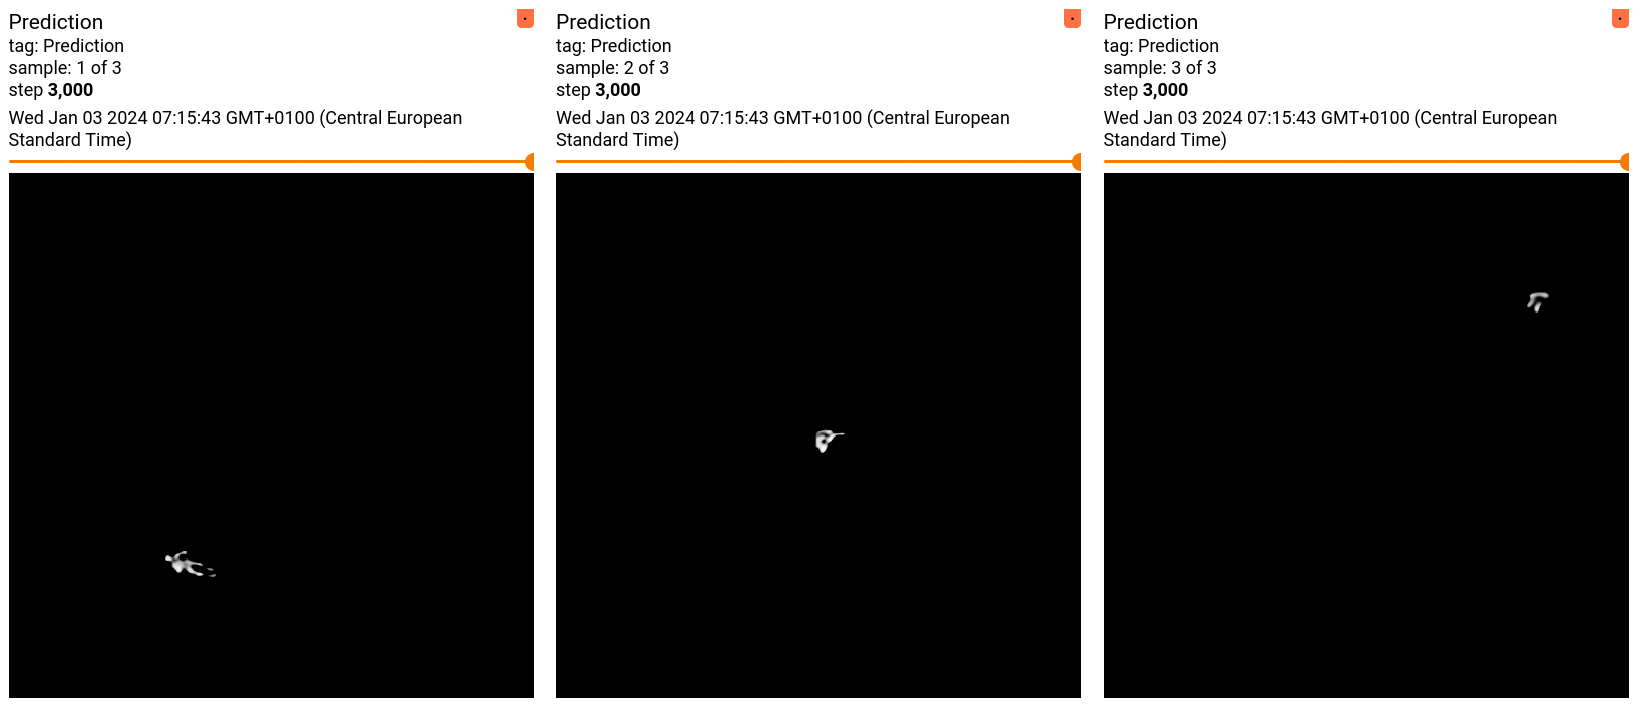 Prediction
tag: Prediction
sample: 1 of 3
step 3,000
Wed Jan 03 2024 07:15:43 GMT+0100 (Central European
Standard Time)
Prediction
tag: Prediction
sample: 2 of 3
step 3,000
Wed Jan 03 2024 07:15:43 GMT+0100 (Central European
Standard Time)
Prediction
tag: Prediction
sample: 3 of 3
step 3,000
Wed Jan 03 2024 07:15:43 GMT+0100 (Central European
Standard Time)